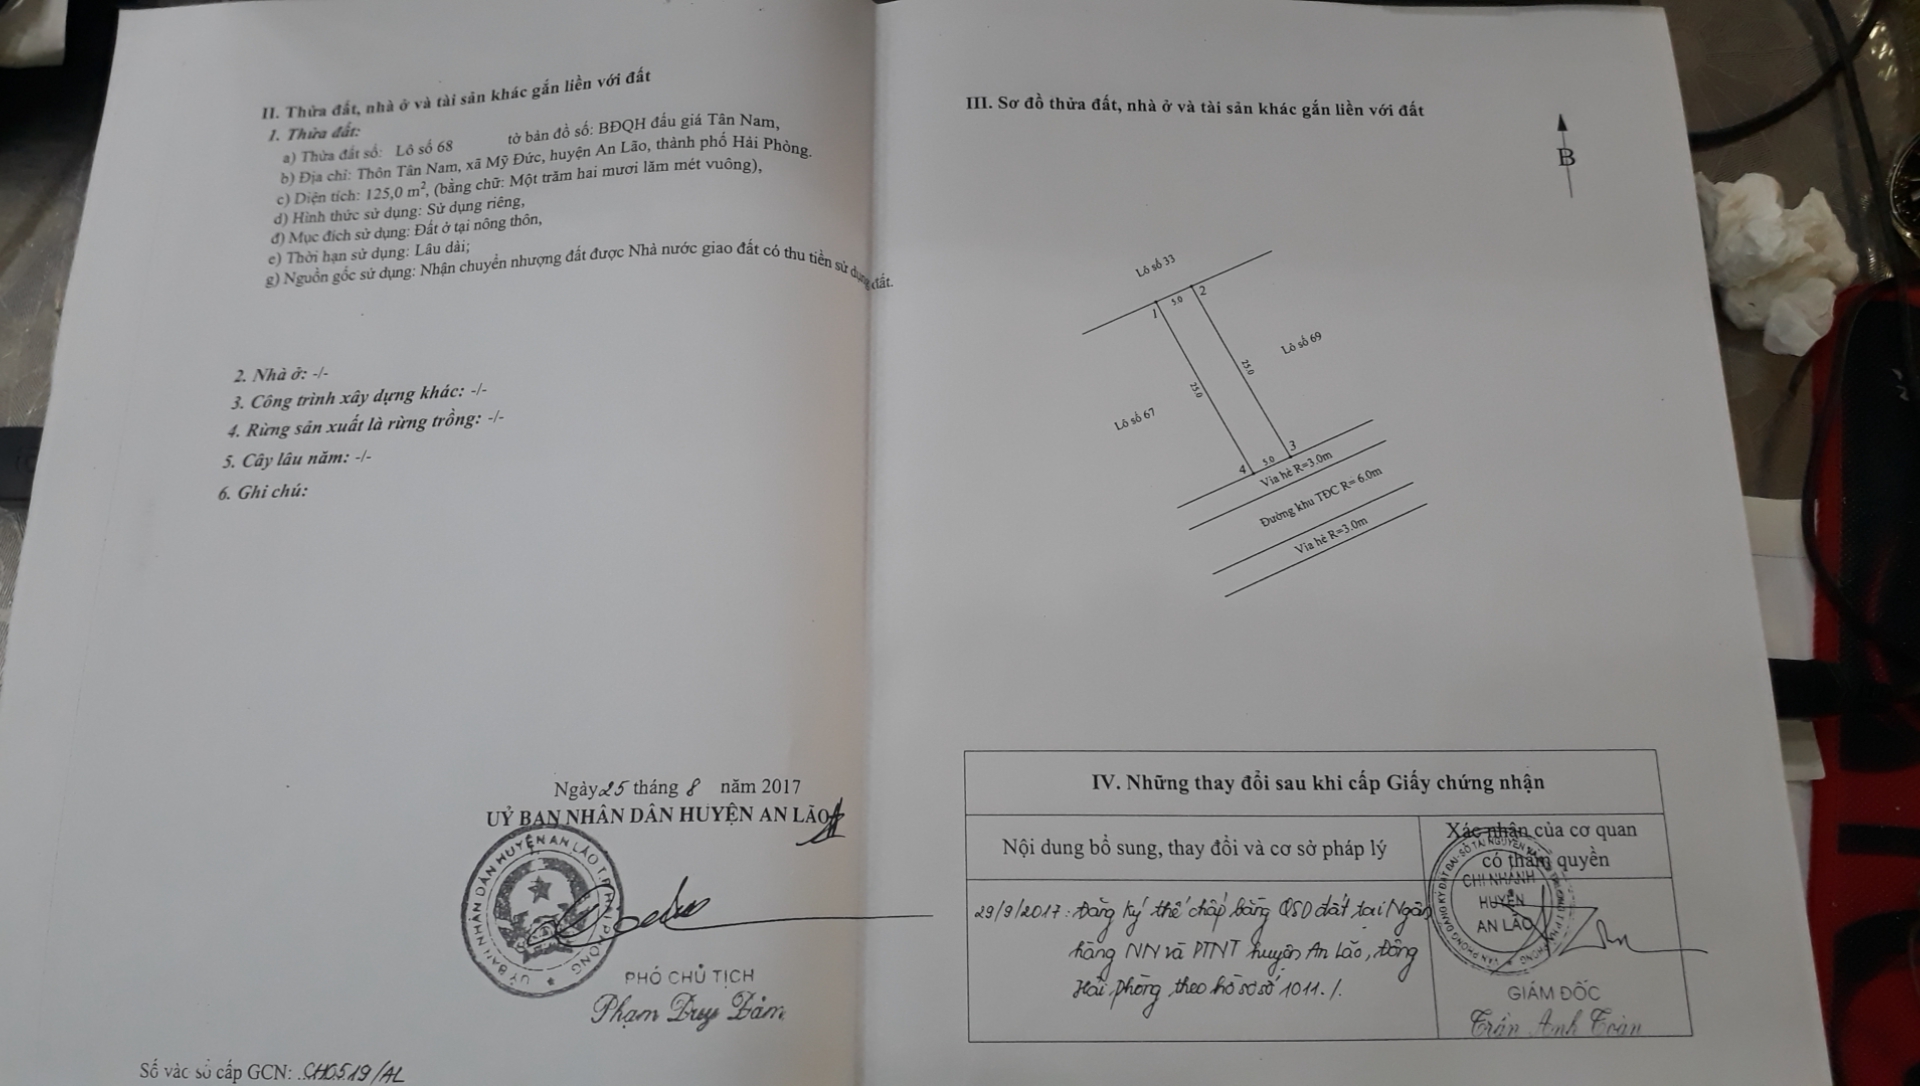 II. Thửa đất, nhà ở và tài sản khác gắn liền với đất
1. Thửa đất:
a) Thửa đất số: Lô số 68 tờ bản đồ số: BĐQH đấu giá Tân Nam,
b) Địa chỉ: Thôn Tân Nam, xã Mỹ Đức, huyện An Lão, thành phố Hải Phòng.
c) Diện tích: 125,0 m², (bằng chữ: Một trăm hai mươi lăm mét vuông),
d) Hình thức sử dụng: Sử dụng riêng,
đ) Mục đích sử dụng: Đất ở tại nông thôn,
e) Thời hạn sử dụng: Lâu dài;
g) Nguồn gốc sử dụng: Nhận chuyển nhượng đất được Nhà nước giao đất có thu tiền sử dụng đất.
2. Nhà ở: -/-
3. Công trình xây dựng khác: -/-
4. Rừng sản xuất là rừng trồng: -/-
5. Cây lâu năm: -/-
6. Ghi chú:
Ngày 25 tháng 8 năm 2017
UỶ BAN NHÂN DÂN HUYỆN AN LÃO
UỶ BAN NHÂN DÂN HUYỆN AN LÃO T.P HẢI PHÒNG
PHÓ CHỦ TỊCH
Phạm Duy Đảm
Số vào sổ cấp GCN: CH0519/AL
III. Sơ đồ thửa đất, nhà ở và tài sản khác gắn liền với đất
B
Lô số 33
1 5.0 2
Lô số 69
25.0
25.0
Lô số 67
4 5.0 3
Vỉa hè R=3.0m
Đường khu TĐC R= 6.0m
Vỉa hè R=3.0m
IV. Những thay đổi sau khi cấp Giấy chứng nhận
Nội dung bổ sung, thay đổi và cơ sở pháp lý
Xác nhận của cơ quan
có thẩm quyền
29/9/2017: Đăng ký thế chấp bằng QSD đất tại Ngân
hàng NN và PTNT huyện An Lão, Đông
Hải phòng theo hồ sơ số 1011./.
CHI NHÁNH
HUYỆN
AN LÃO
GIÁM ĐỐC
Trần Anh Toàn